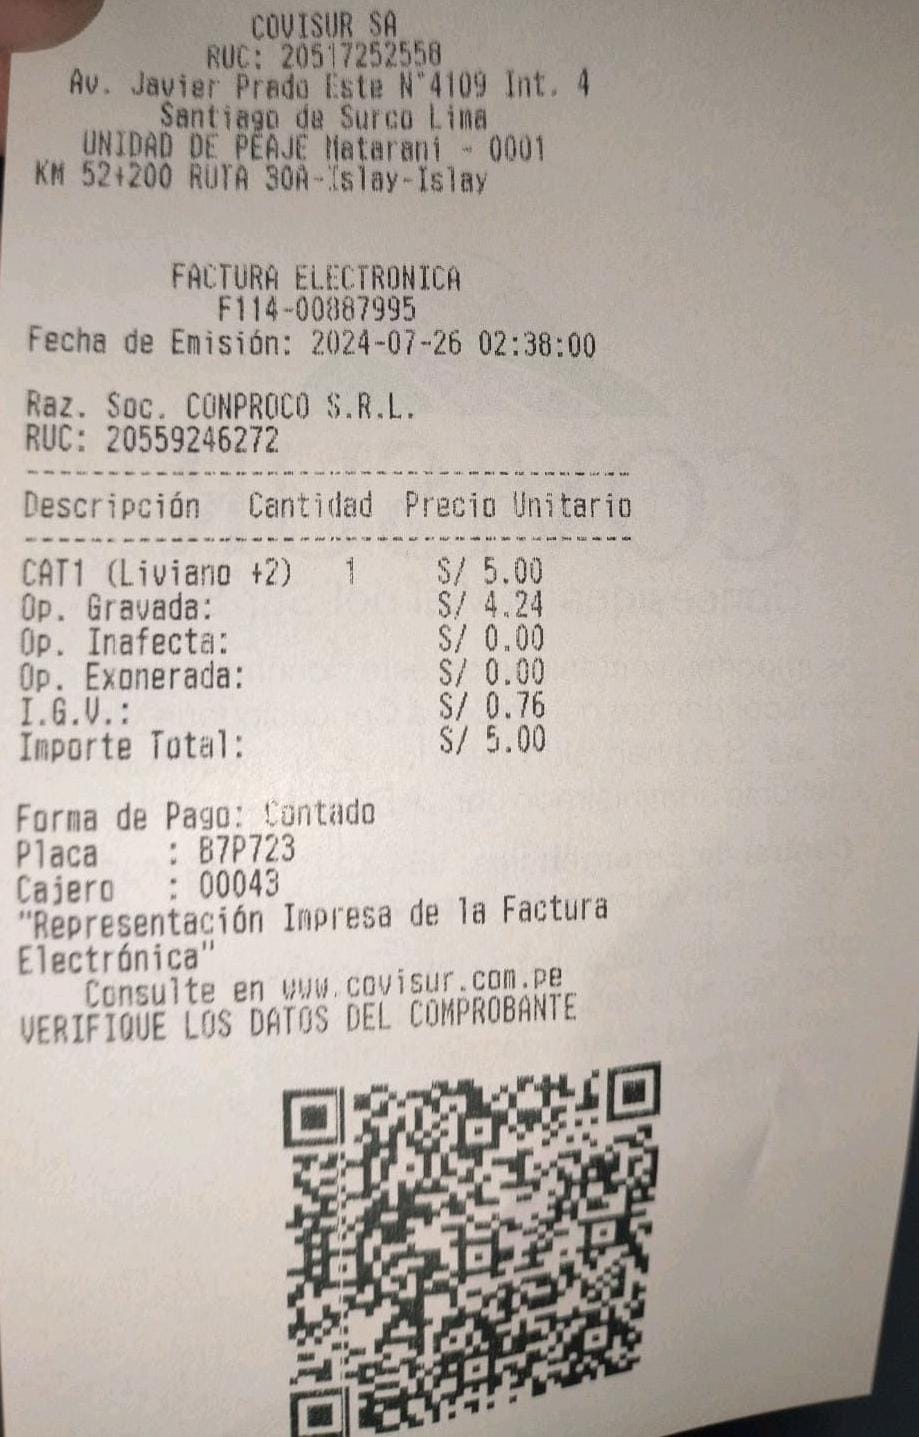 COVISUR SA
RUC: 20517252558
Av. Javier Prado Este N°4109 Int. 4
Santiago de Surco Lima
UNIDAD DE PEAJE Matarani - 0001
KM 52+200 RUTA 30A-Islay-Islay
FACTURA ELECTRONICA
F114-00887995
Fecha de Emisión: 2024-07-26 02:38:00
Raz. Soc. CONPROCO S.R.L.
RUC: 20559246272
Descripción Cantidad Precio Unitario
CAT1 (Liviano +2) 1 S/ 5.00
Op. Gravada: S/ 4.24
Op. Inafecta: S/ 0.00
Op. Exonerada: S/ 0.00
I.G.V.: S/ 0.76
Importe Total: S/ 5.00
Forma de Pago: Contado
Placa : B7P723
Cajero : 00043
"Representación Impresa de la Factura
Electrónica"
Consulte en www.covisur.com.pe
VERIFIQUE LOS DATOS DEL COMPROBANTE